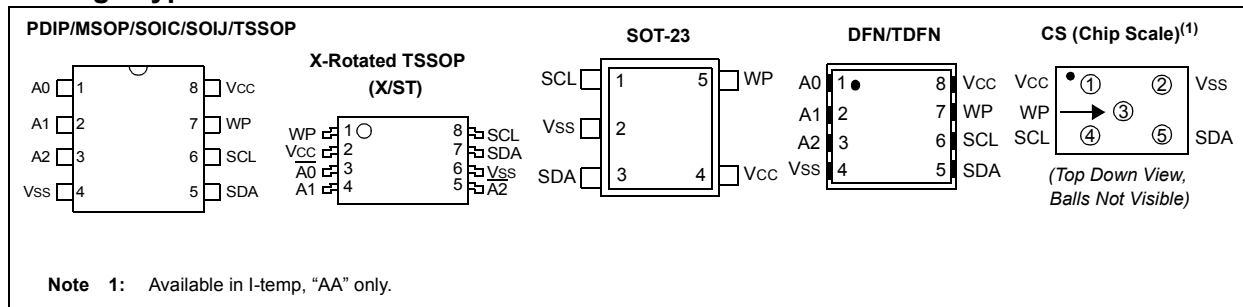 PDIP/MSOP/SOIC/SOIJ/TSSOP
A0 1 8 VCC
A1 2 7 WP
A2 3 6 SCL
VSS 4 5 SDA
X-Rotated TSSOP
(X/ST)
WP 1 8 SCL
VCC 2 7 SDA
A0 3 6 VSS
A1 4 5 A2
SOT-23
SCL 1 5 WP
VSS 2
SDA 3 4 VCC
DFN/TDFN
A0 1 8 VCC
A1 2 7 WP
A2 3 6 SCL
VSS 4 5 SDA
CS (Chip Scale)(1)
VCC 1 2 VSS
WP 3
SCL 4 5 SDA
(Top Down View,
Balls Not Visible)
Note 1: Available in I-temp, “AA” only.